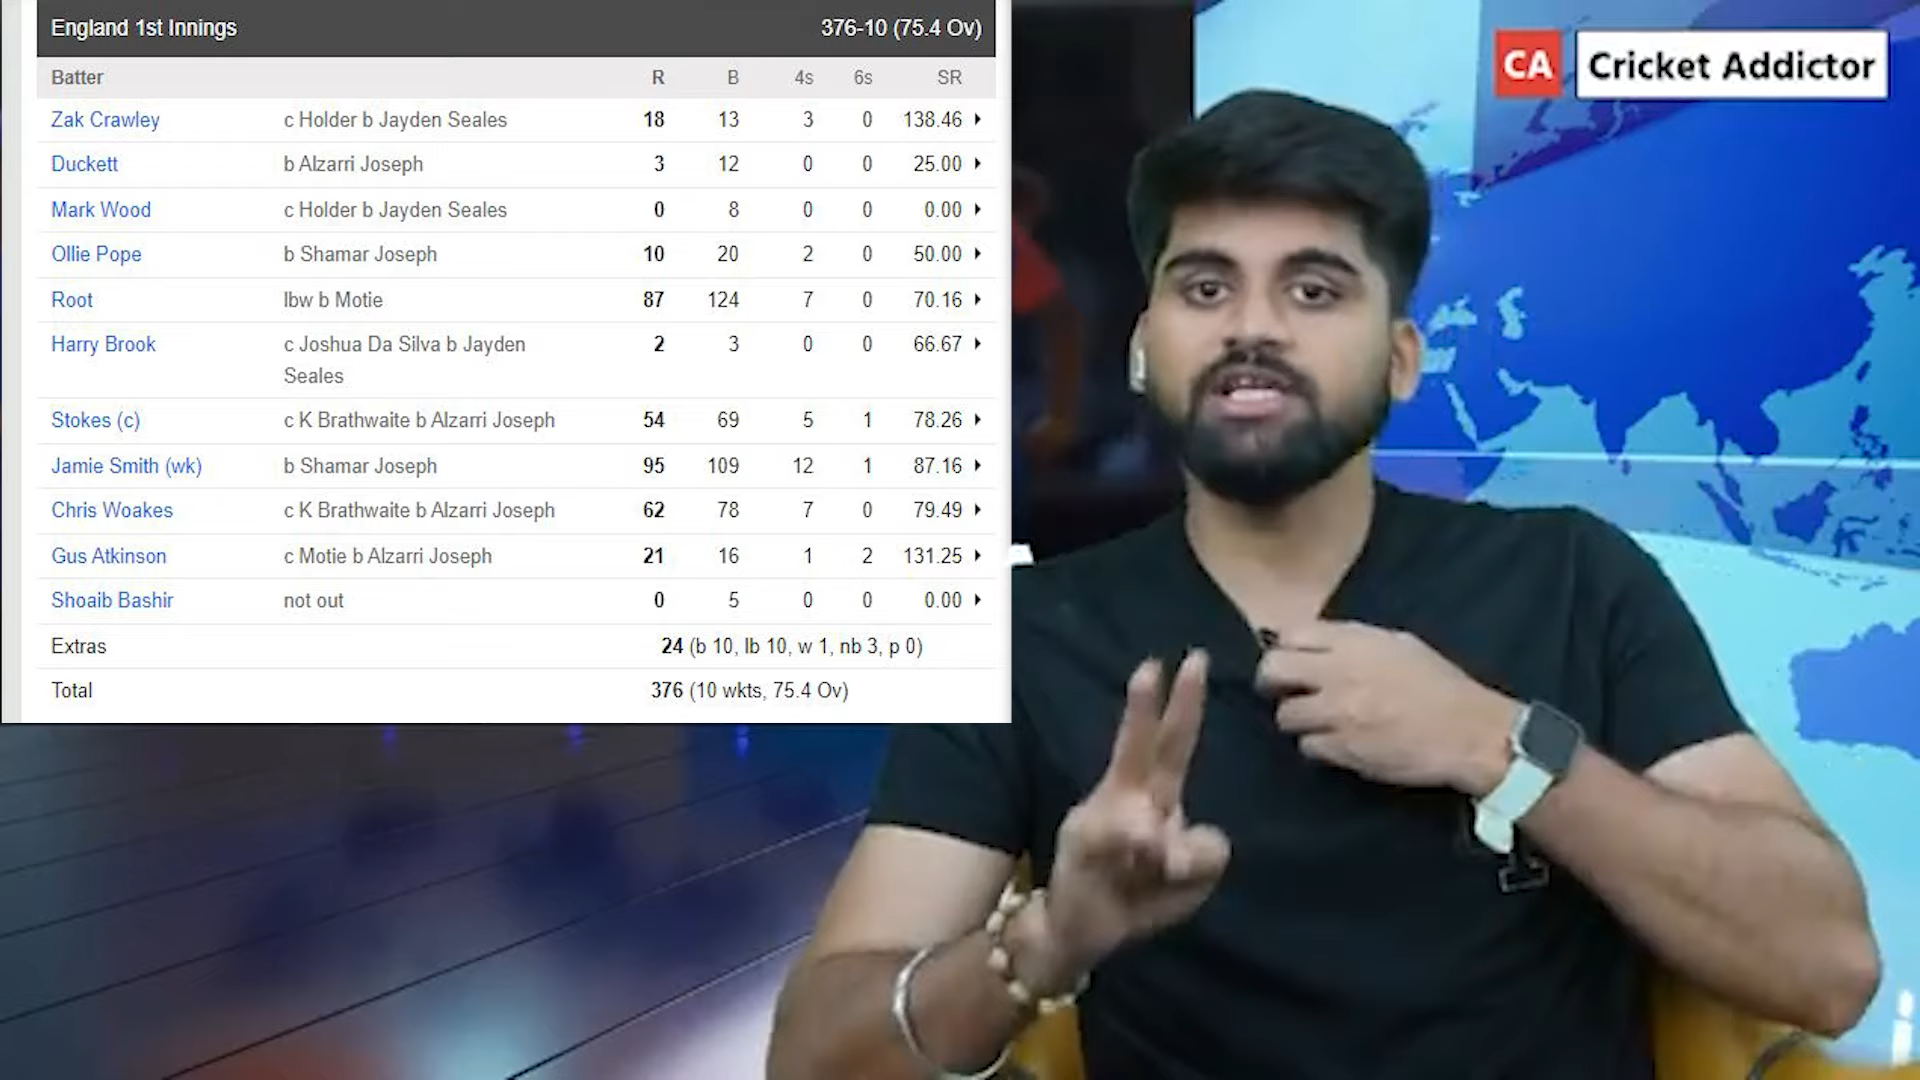 England 1st Innings 376-10 (75.4 Ov)
Batter R B 4s 6s SR
Zak Crawley c Holder b Jayden Seales 18 13 3 0 138.46
Duckett b Alzarri Joseph 3 12 0 0 25.00
Mark Wood c Holder b Jayden Seales 0 8 0 0 0.00
Ollie Pope b Shamar Joseph 10 20 2 0 50.00
Root lbw b Motie 87 124 7 0 70.16
Harry Brook c Joshua Da Silva b Jayden 2 3 0 0 66.67
Seales
Stokes (c) c K Brathwaite b Alzarri Joseph 54 69 5 1 78.26
Jamie Smith (wk) b Shamar Joseph 95 109 12 1 87.16
Chris Woakes c K Brathwaite b Alzarri Joseph 62 78 7 0 79.49
Gus Atkinson c Motie b Alzarri Joseph 21 16 1 2 131.25
Shoaib Bashir not out 0 5 0 0 0.00
Extras 24 (b 10, lb 10, w 1, nb 3, p 0)
Total 376 (10 wkts, 75.4 Ov)
CA Cricket Addictor